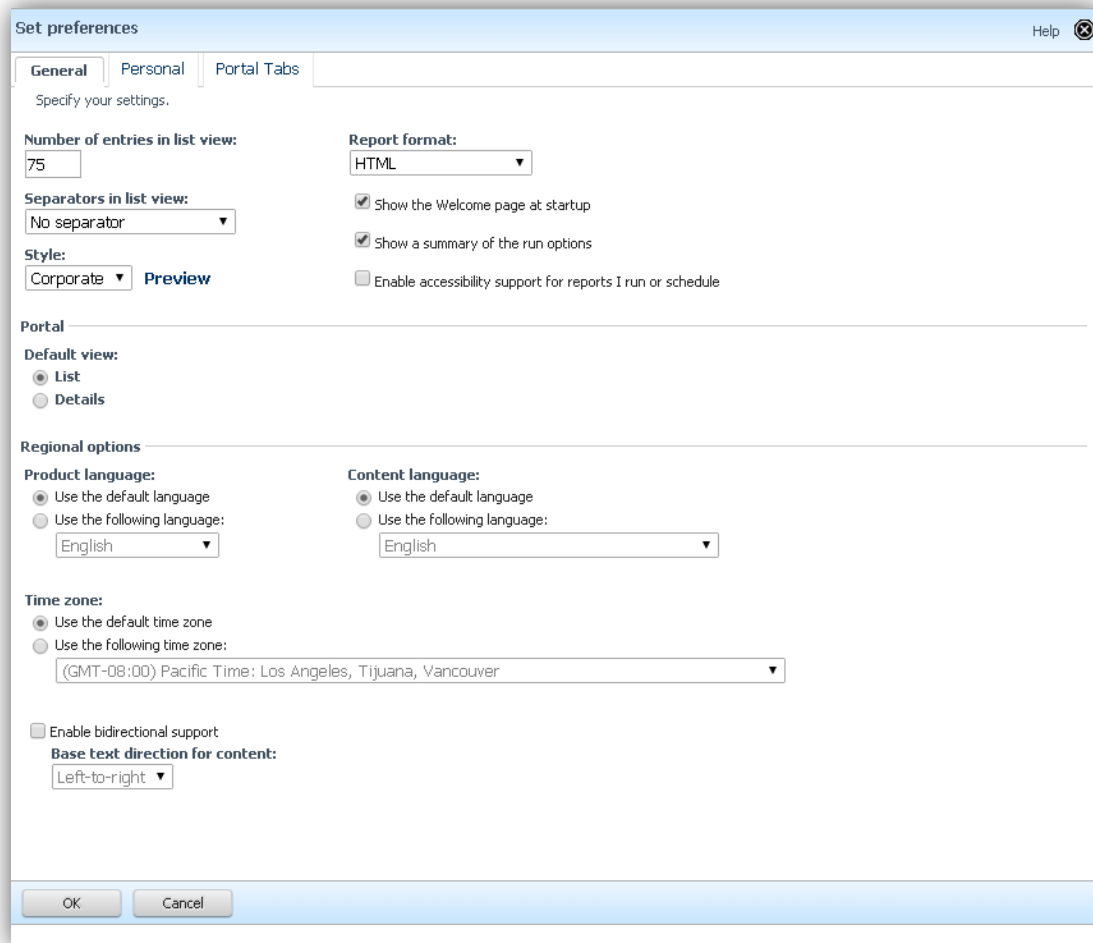 Set preferences
Help
General Personal Portal Tabs
Specify your settings.
Number of entries in list view:
75
Separators in list view:
No separator
Style:
Corporate Preview
Report format:
HTML
Show the Welcome page at startup
Show a summary of the run options
Enable accessibility support for reports I run or schedule
Portal
Default view:
List
Details
Regional options
Product language:
Use the default language
Use the following language:
English
Content language:
Use the default language
Use the following language:
English
Time zone:
Use the default time zone
Use the following time zone:
(GMT-08:00) Pacific Time: Los Angeles, Tijuana, Vancouver
Enable bidirectional support
Base text direction for content:
Left-to-right
OK Cancel